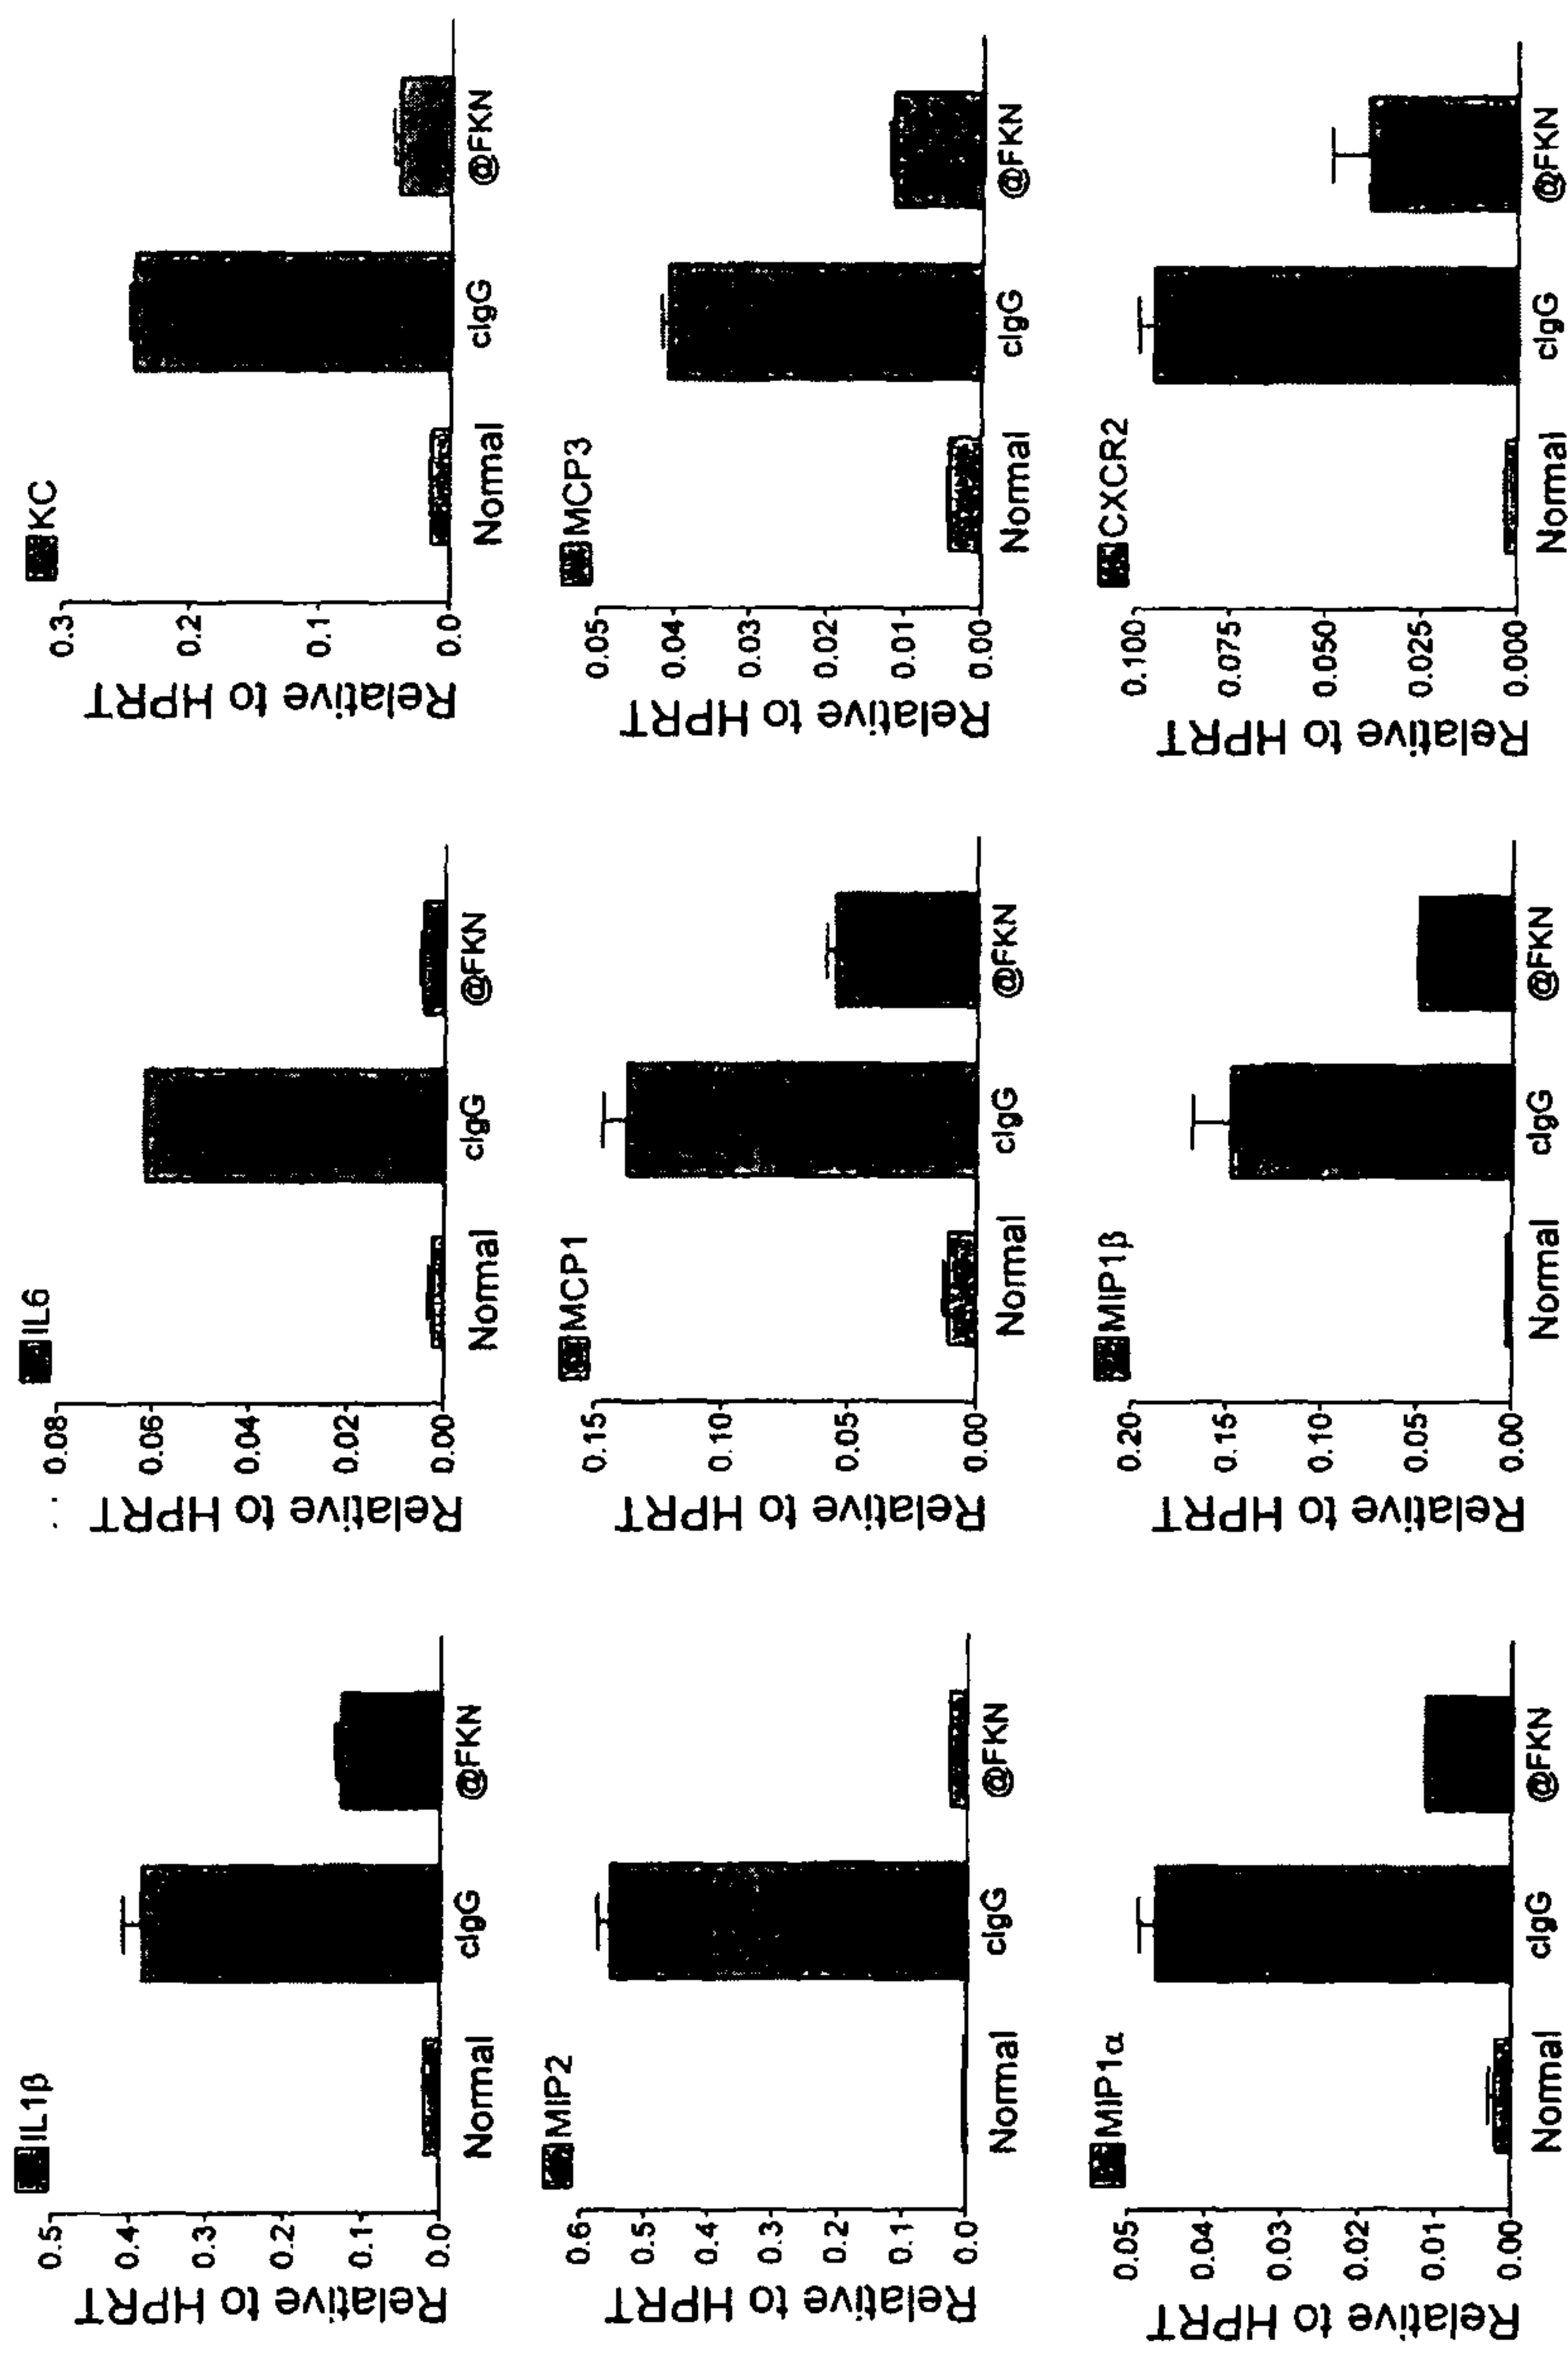 IL1β
Relative to HPRT
0.5
0.4
0.3
0.2
0.1
0.0
Normal cIgG @FKN
IL6
Relative to HPRT
0.08
0.06
0.04
0.02
0.00
Normal cIgG @FKN
KC
Relative to HPRT
0.3
0.2
0.1
0.0
Normal cIgG @FKN
MIP2
Relative to HPRT
0.6
0.5
0.4
0.3
0.2
0.1
0.0
Normal cIgG @FKN
MCP1
Relative to HPRT
0.15
0.10
0.05
0.00
Normal cIgG @FKN
MCP3
Relative to HPRT
0.05
0.04
0.03
0.02
0.01
0.00
Normal cIgG @FKN
MIP1α
Relative to HPRT
0.05
0.04
0.03
0.02
0.01
0.00
Normal cIgG @FKN
MIP1β
Relative to HPRT
0.20
0.15
0.10
0.05
0.00
Normal cIgG @FKN
CXCR2
Relative to HPRT
0.100
0.075
0.050
0.025
0.000
Normal cIgG @FKN